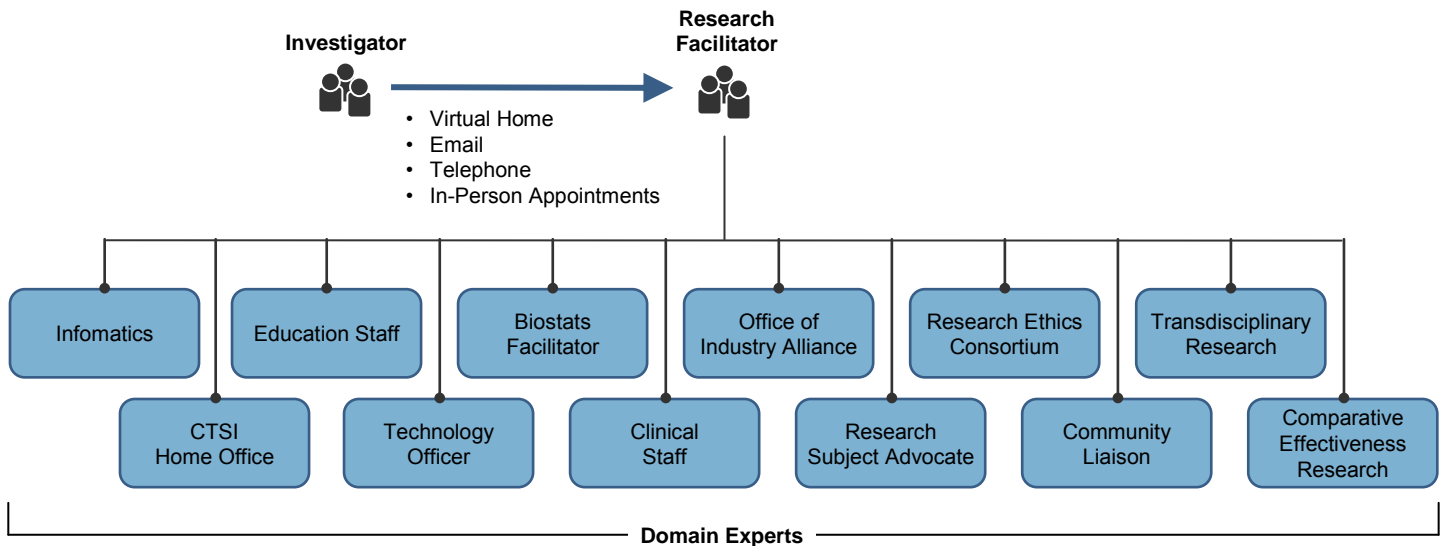 Investigator
Research
Facilitator
• Virtual Home
• Email
• Telephone
• In-Person Appointments
Infomatics
Education Staff
Biostats
Facilitator
Office of
Industry Alliance
Research Ethics
Consortium
Transdisciplinary
Research
CTSI
Home Office
Technology
Officer
Clinical
Staff
Research
Subject Advocate
Community
Liaison
Comparative
Effectiveness
Research
Domain Experts